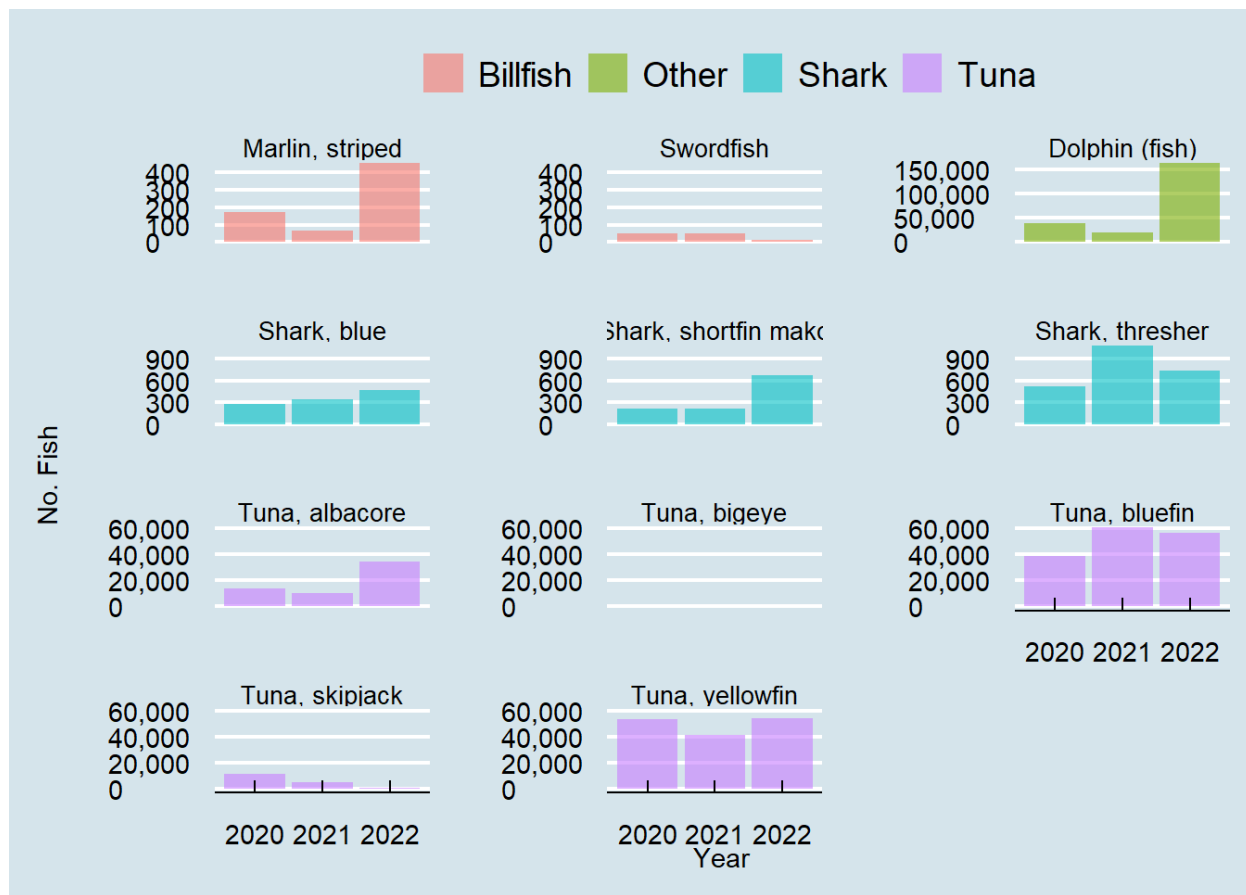 Billfish Other Shark Tuna
Marlin, striped Swordfish Dolphin (fish)
400 400 150,000
300 300 100,000
200 200 50,000
100 100 0
0 0
Shark, blue Shark, shortfin mako Shark, thresher
900 900 900
600 600 600
300 300 300
0 0 0
No. Fish
Tuna, albacore Tuna, bigeye Tuna, bluefin
60,000 60,000 60,000
40,000 40,000 40,000
20,000 20,000 20,000
0 0 0
2020 2021 2022
Tuna, skipjack Tuna, yellowfin
60,000 60,000
40,000 40,000
20,000 20,000
0 0
2020 2021 2022 2020 2021 2022
Year